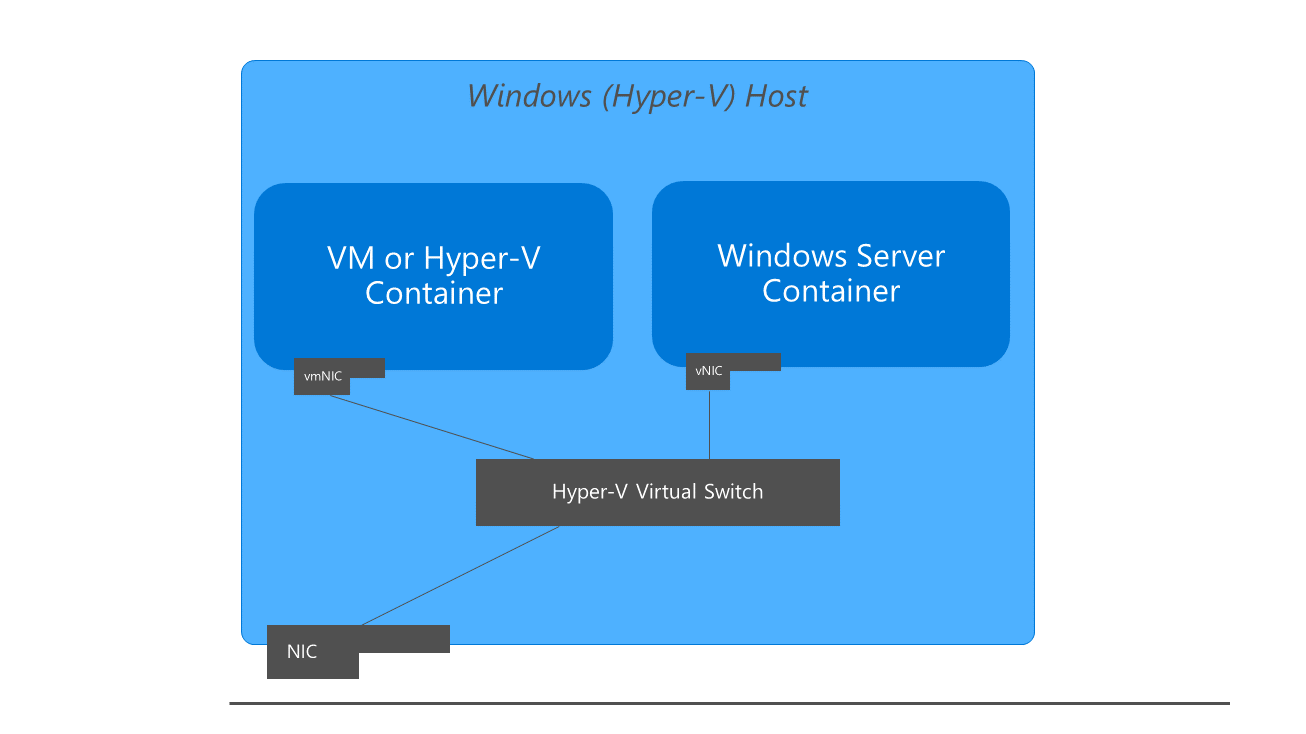 Windows (Hyper-V) Host
VM or Hyper-V
Container
Windows Server
Container
vmNIC
vNIC
Hyper-V Virtual Switch
NIC